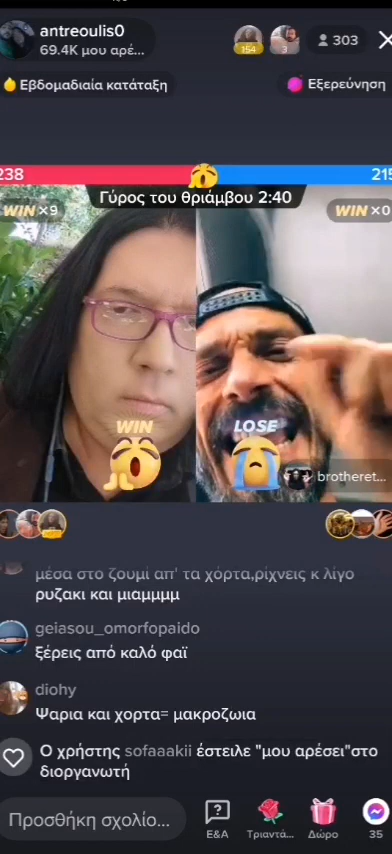 antreoulis0
69.4K μου αρέ...
154
3
303
Εβδομαδιαία κατάταξη
Εξερεύνηση
238
215
WIN ×9
Γύρος του θριάμβου 2:40
WIN ×0
WIN
LOSE
brotheret...
μέσα στο ζουμί απ' τα χόρτα,ρίχνεις κ λίγο
ρυζακι και μιαμμμμ
geiasou_omorfopaido
ξέρεις από καλό φαϊ
diohy
Ψαρια και χορτα= μακροζωια
Ο χρήστης sofaaakii έστειλε "μου αρέσει"στο
διοργανωτή
Προσθήκη σχολίο...
Ε&Α
Τριαντά...
Δώρο
35